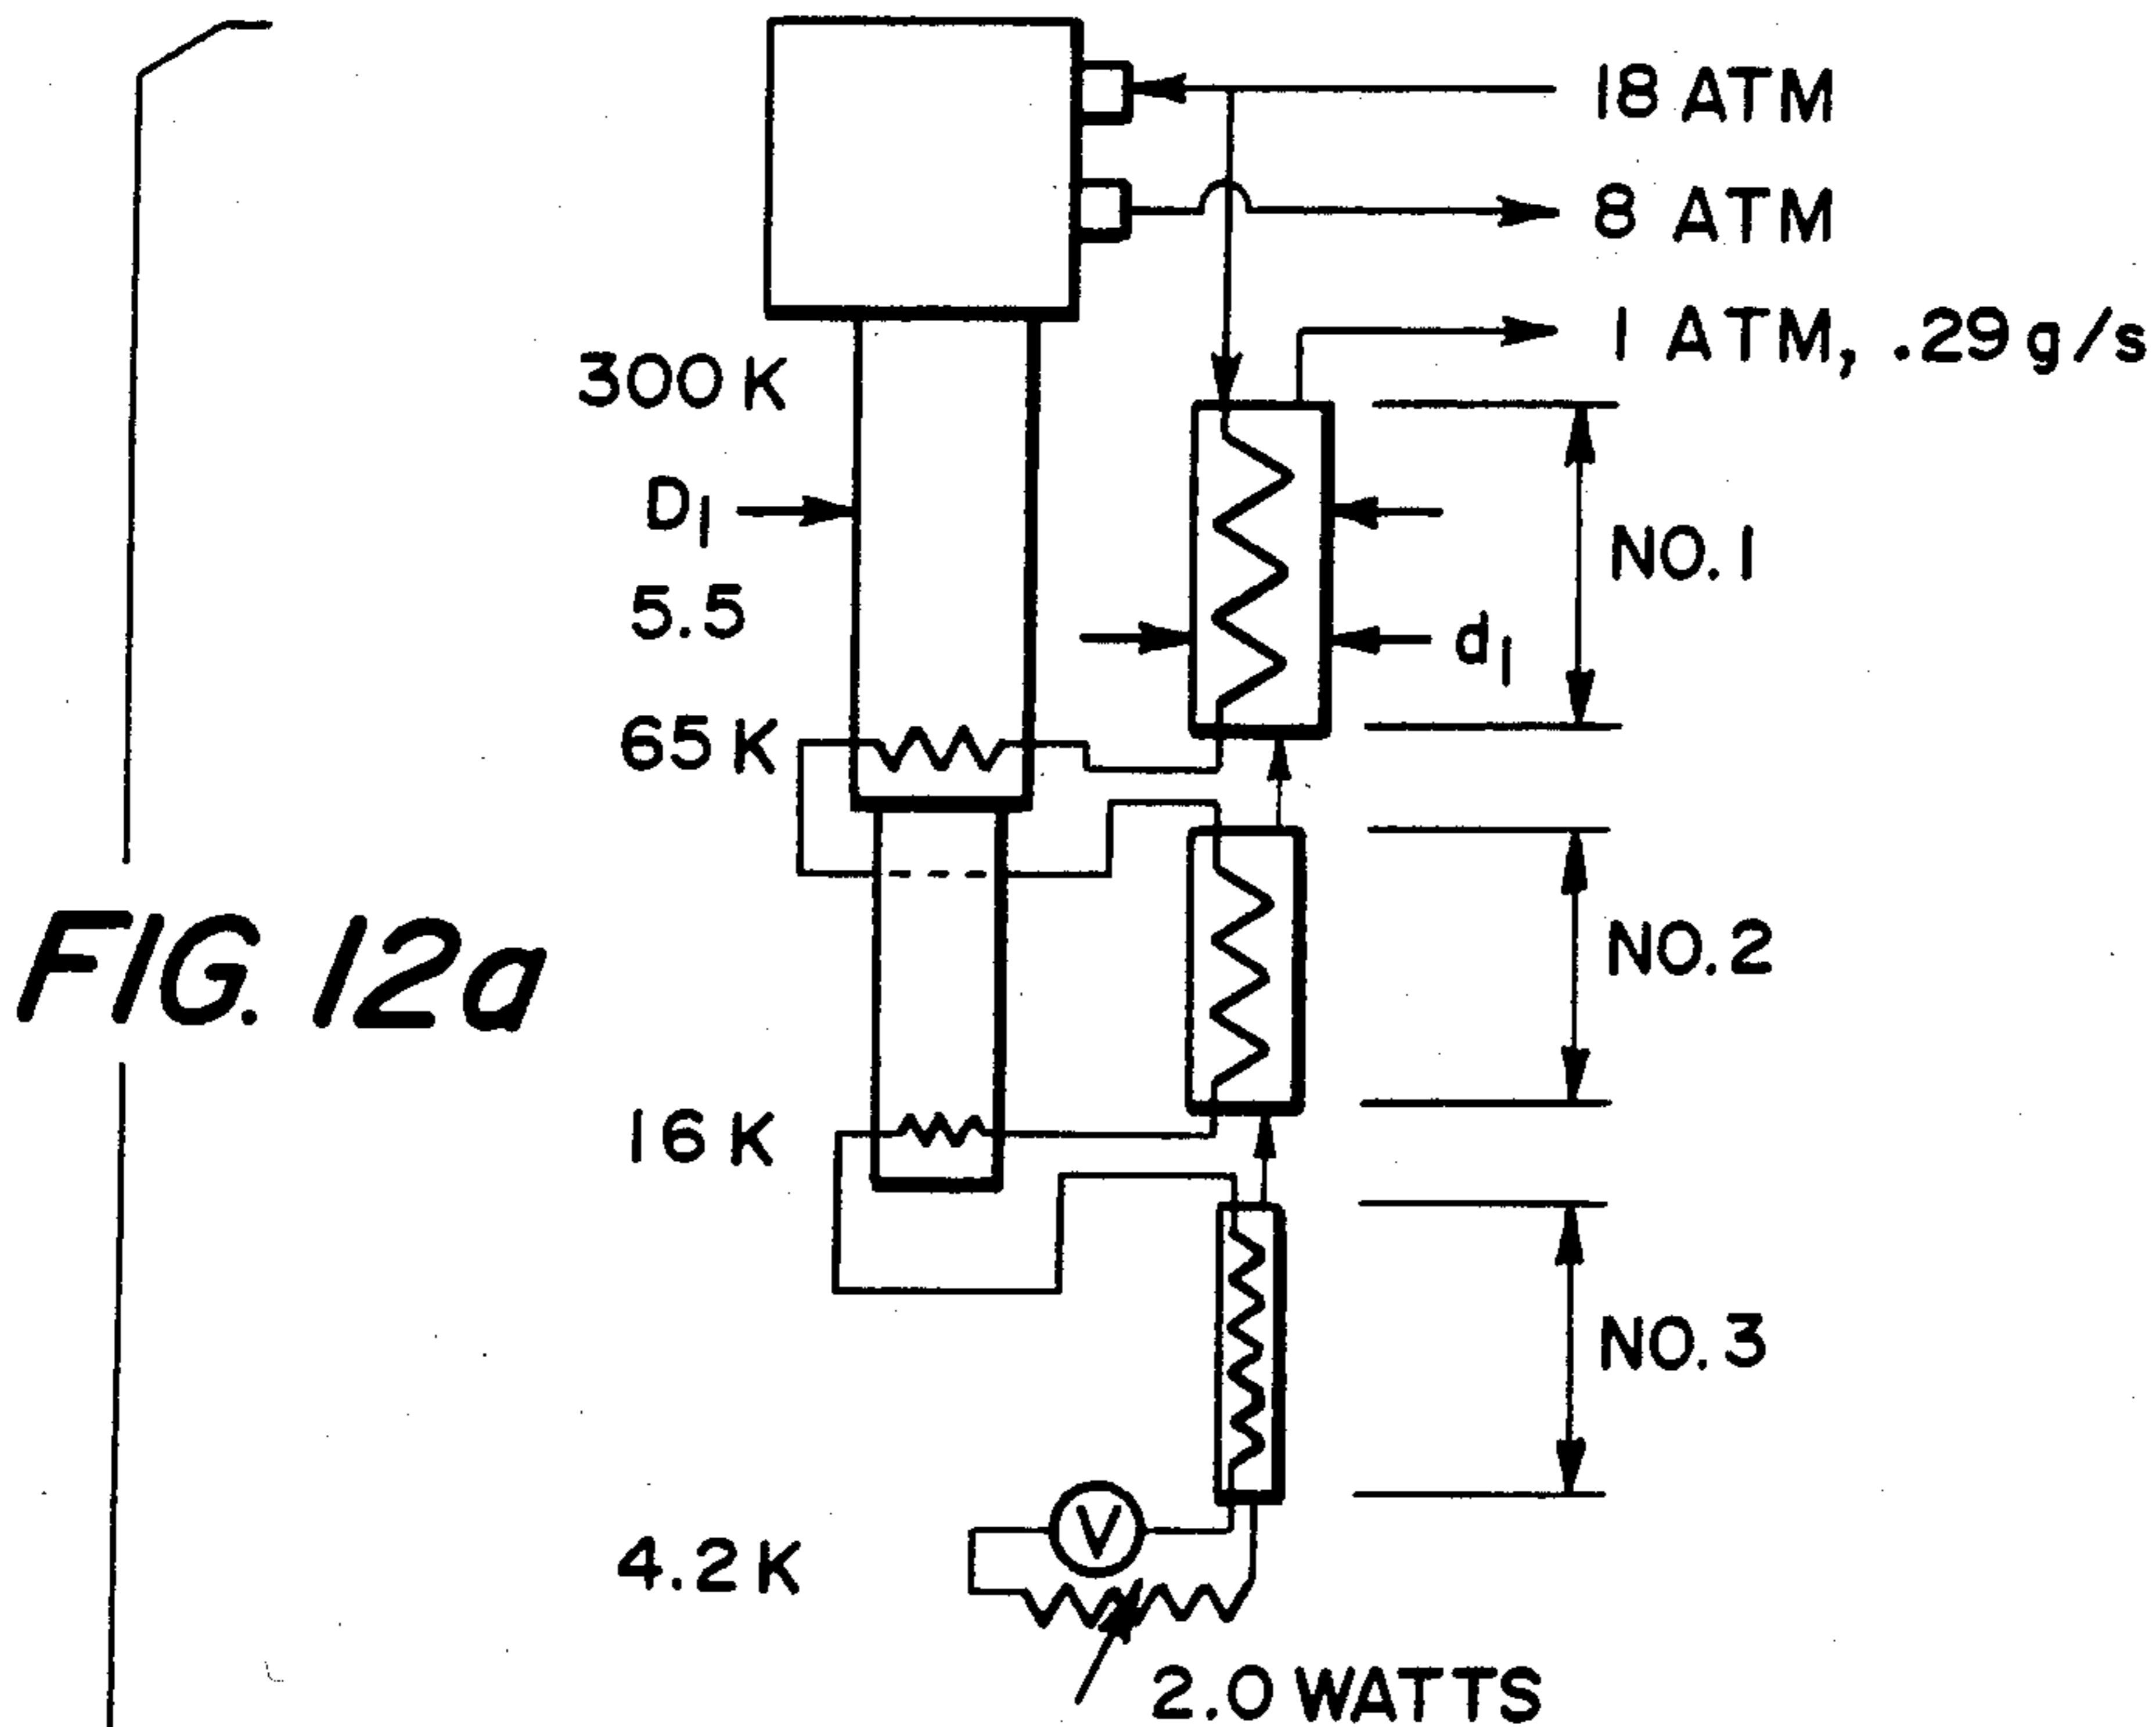 18 ATM
8 ATM
1 ATM, .29 g/s
300 K
D1
5.5
NO. 1
d1
65 K
NO. 2
FIG. 12a
16 K
NO. 3
V
4.2 K
2.0 WATTS